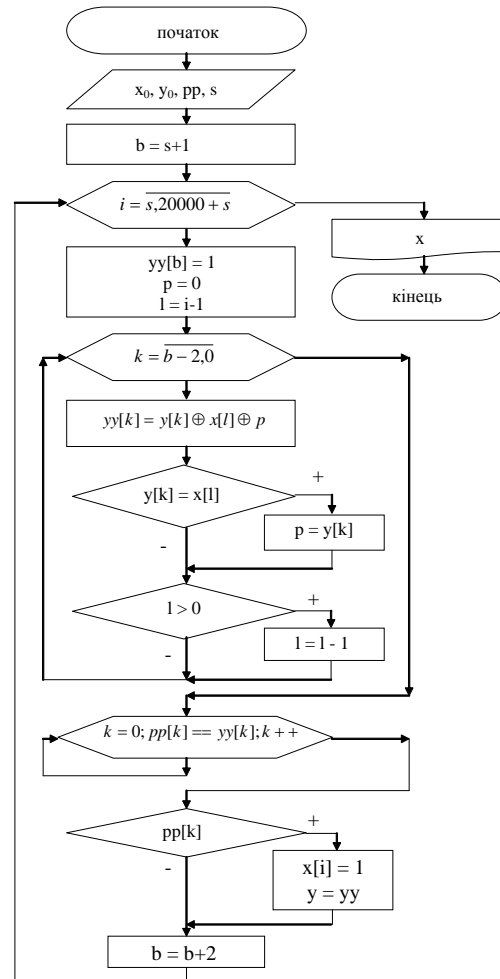 початок
x₀, y₀, pp, s
b = s+1
i = s,20000 + s
x
yy[b] = 1
p = 0
l = i-1
кінець
k = b − 2,0
yy[k] = y[k] ⊕ x[l] ⊕ p
y[k] = x[l]
+
p = y[k]
-
l > 0
+
l = l - 1
-
k = 0; pp[k] == yy[k]; k + +
pp[k]
+
x[i] = 1
y = yy
-
b = b+2